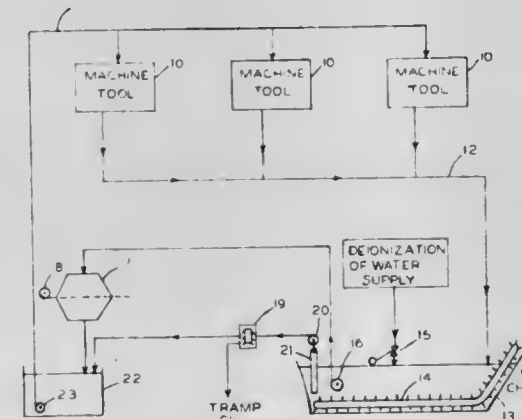 10
MACHINE
TOOL
10
MACHINE
TOOL
10
MACHINE
TOOL
12
DEIONIZATION
OF WATER
SUPPLY
8
19
20
15
21
16
14
22
23
TRAMP
CH
13